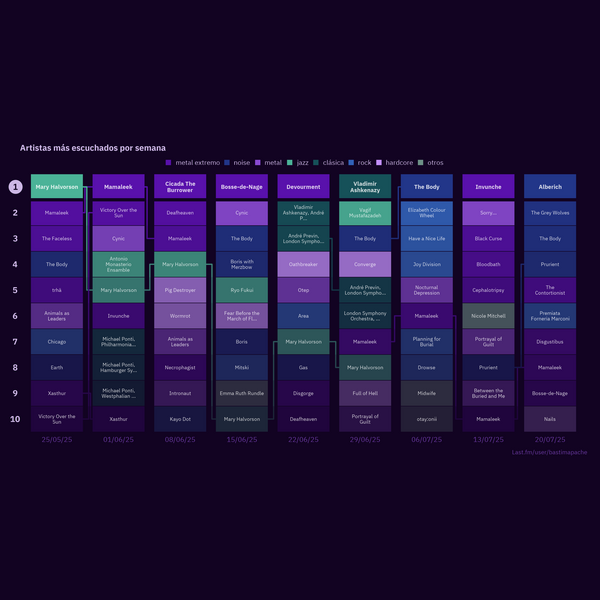 Artistas más escuchados por semana
metal extremo noise metal jazz clásica rock hardcore otros
1 Mary Halvorson Mamaleek Cicada The Burrower Bosse-de-Nage Devourment Vladimir Ashkenazy The Body Invunche Alberich
2 Mamaleek Victory Over the Sun Deafheaven Cynic Vladimir Ashkenazy, André P... Vagif Mustafazadeh Elizabeth Colour Wheel Sorry... The Grey Wolves
3 The Faceless Cynic Mamaleek The Body André Previn, London Sympho... The Body Have a Nice Life Black Curse The Body
4 The Body Antonis Monasterio Ensamble Mary Halvorson Boris with Merzbow Oathbreaker Converge Joy Division Bloodbath Prurient
5 trhä Mary Halvorson Pig Destroyer Ryo Fukui Otep André Previn, London Sympho... Nocturnal Depression Cephalotripsy The Contortionist
6 Animals as Leaders Invunche Wormrot Fear Before the March of Fl... Area London Symphony Orchestra, ... Mamaleek Nicole Mitchell Premiata Forneria Marconi
7 Chicago Michael Ponti, Philharmonia... Animals as Leaders Boris Mary Halvorson Mamaleek Planning for Burial Portrayal of Guilt Disgustibus
8 Earth Michael Ponti, Hamburger Sy... Necrophagist Mitski Gas Mary Halvorson Drowse Prurient Mamaleek
9 Xasthur Michael Ponti, Westphalian ... Intronaut Emma Ruth Rundle Disgorge Full of Hell Midwife Between the Buried and Me Bosse-de-Nage
10 Victory Over the Sun Xasthur Kayo Dot Mary Halvorson Deafheaven Portrayal of Guilt otay:onii Mamaleek Nails
25/05/25 01/06/25 08/06/25 15/06/25 22/06/25 29/06/25 06/07/25 13/07/25 20/07/25
Last.fm/user/bastimapache